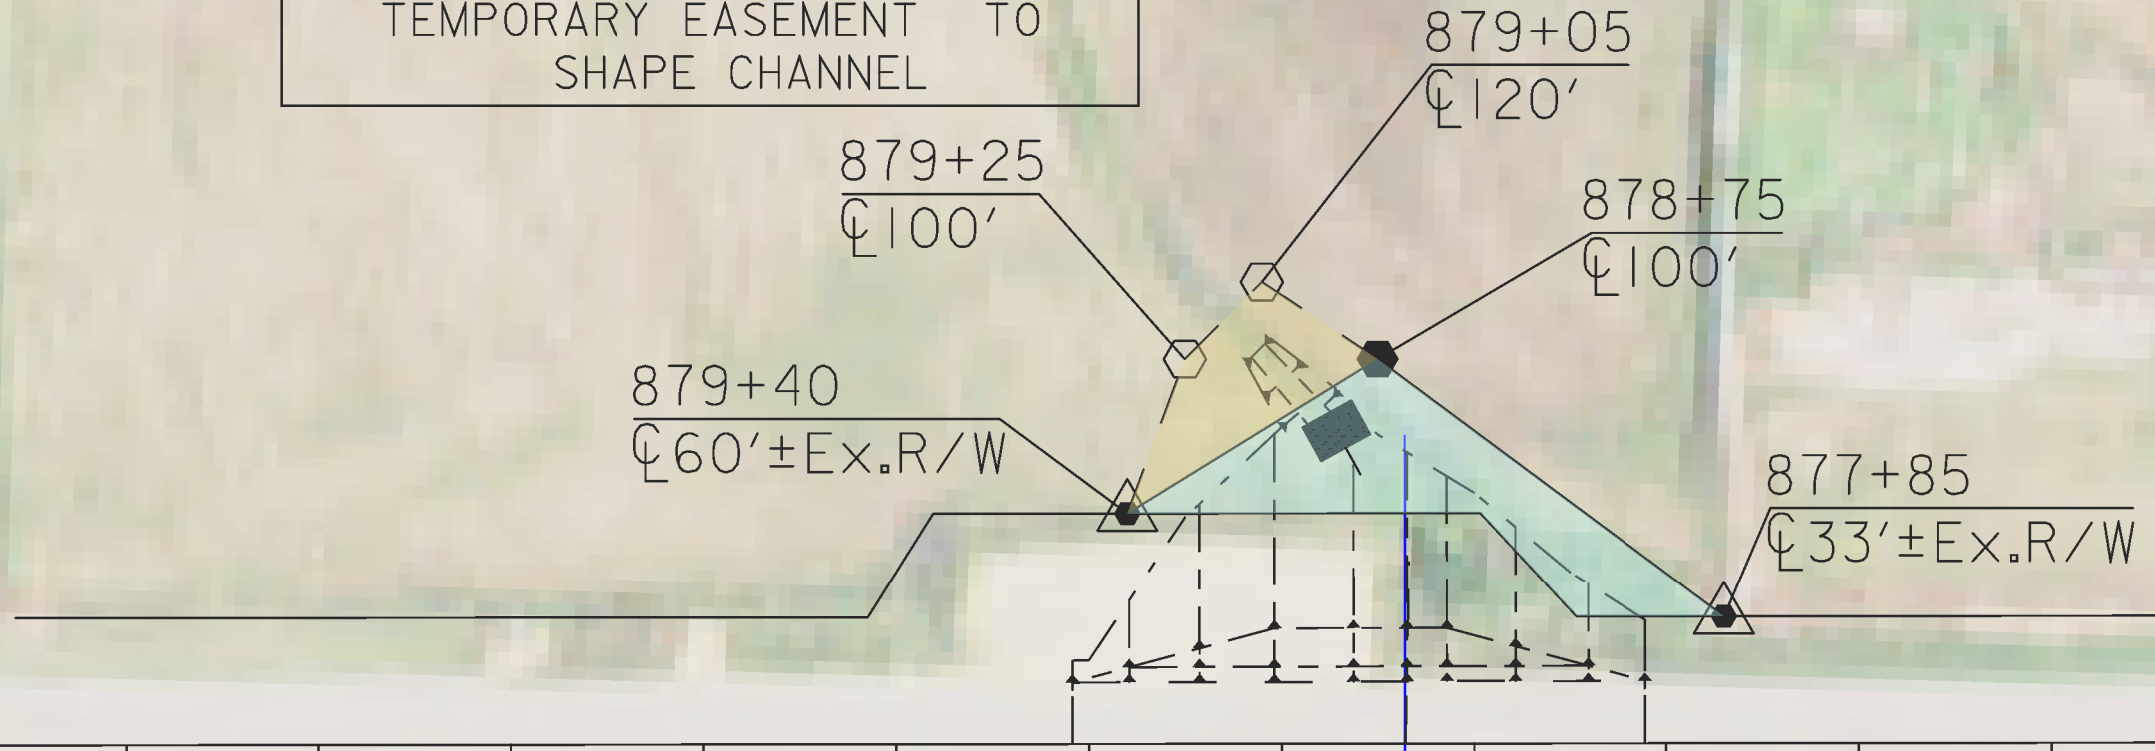 TEMPORARY EASEMENT TO
SHAPE CHANNEL
879+05
℄120'
879+25
℄100'
878+75
℄100'
879+40
℄60'±Ex.R/W
877+85
℄33'±Ex.R/W